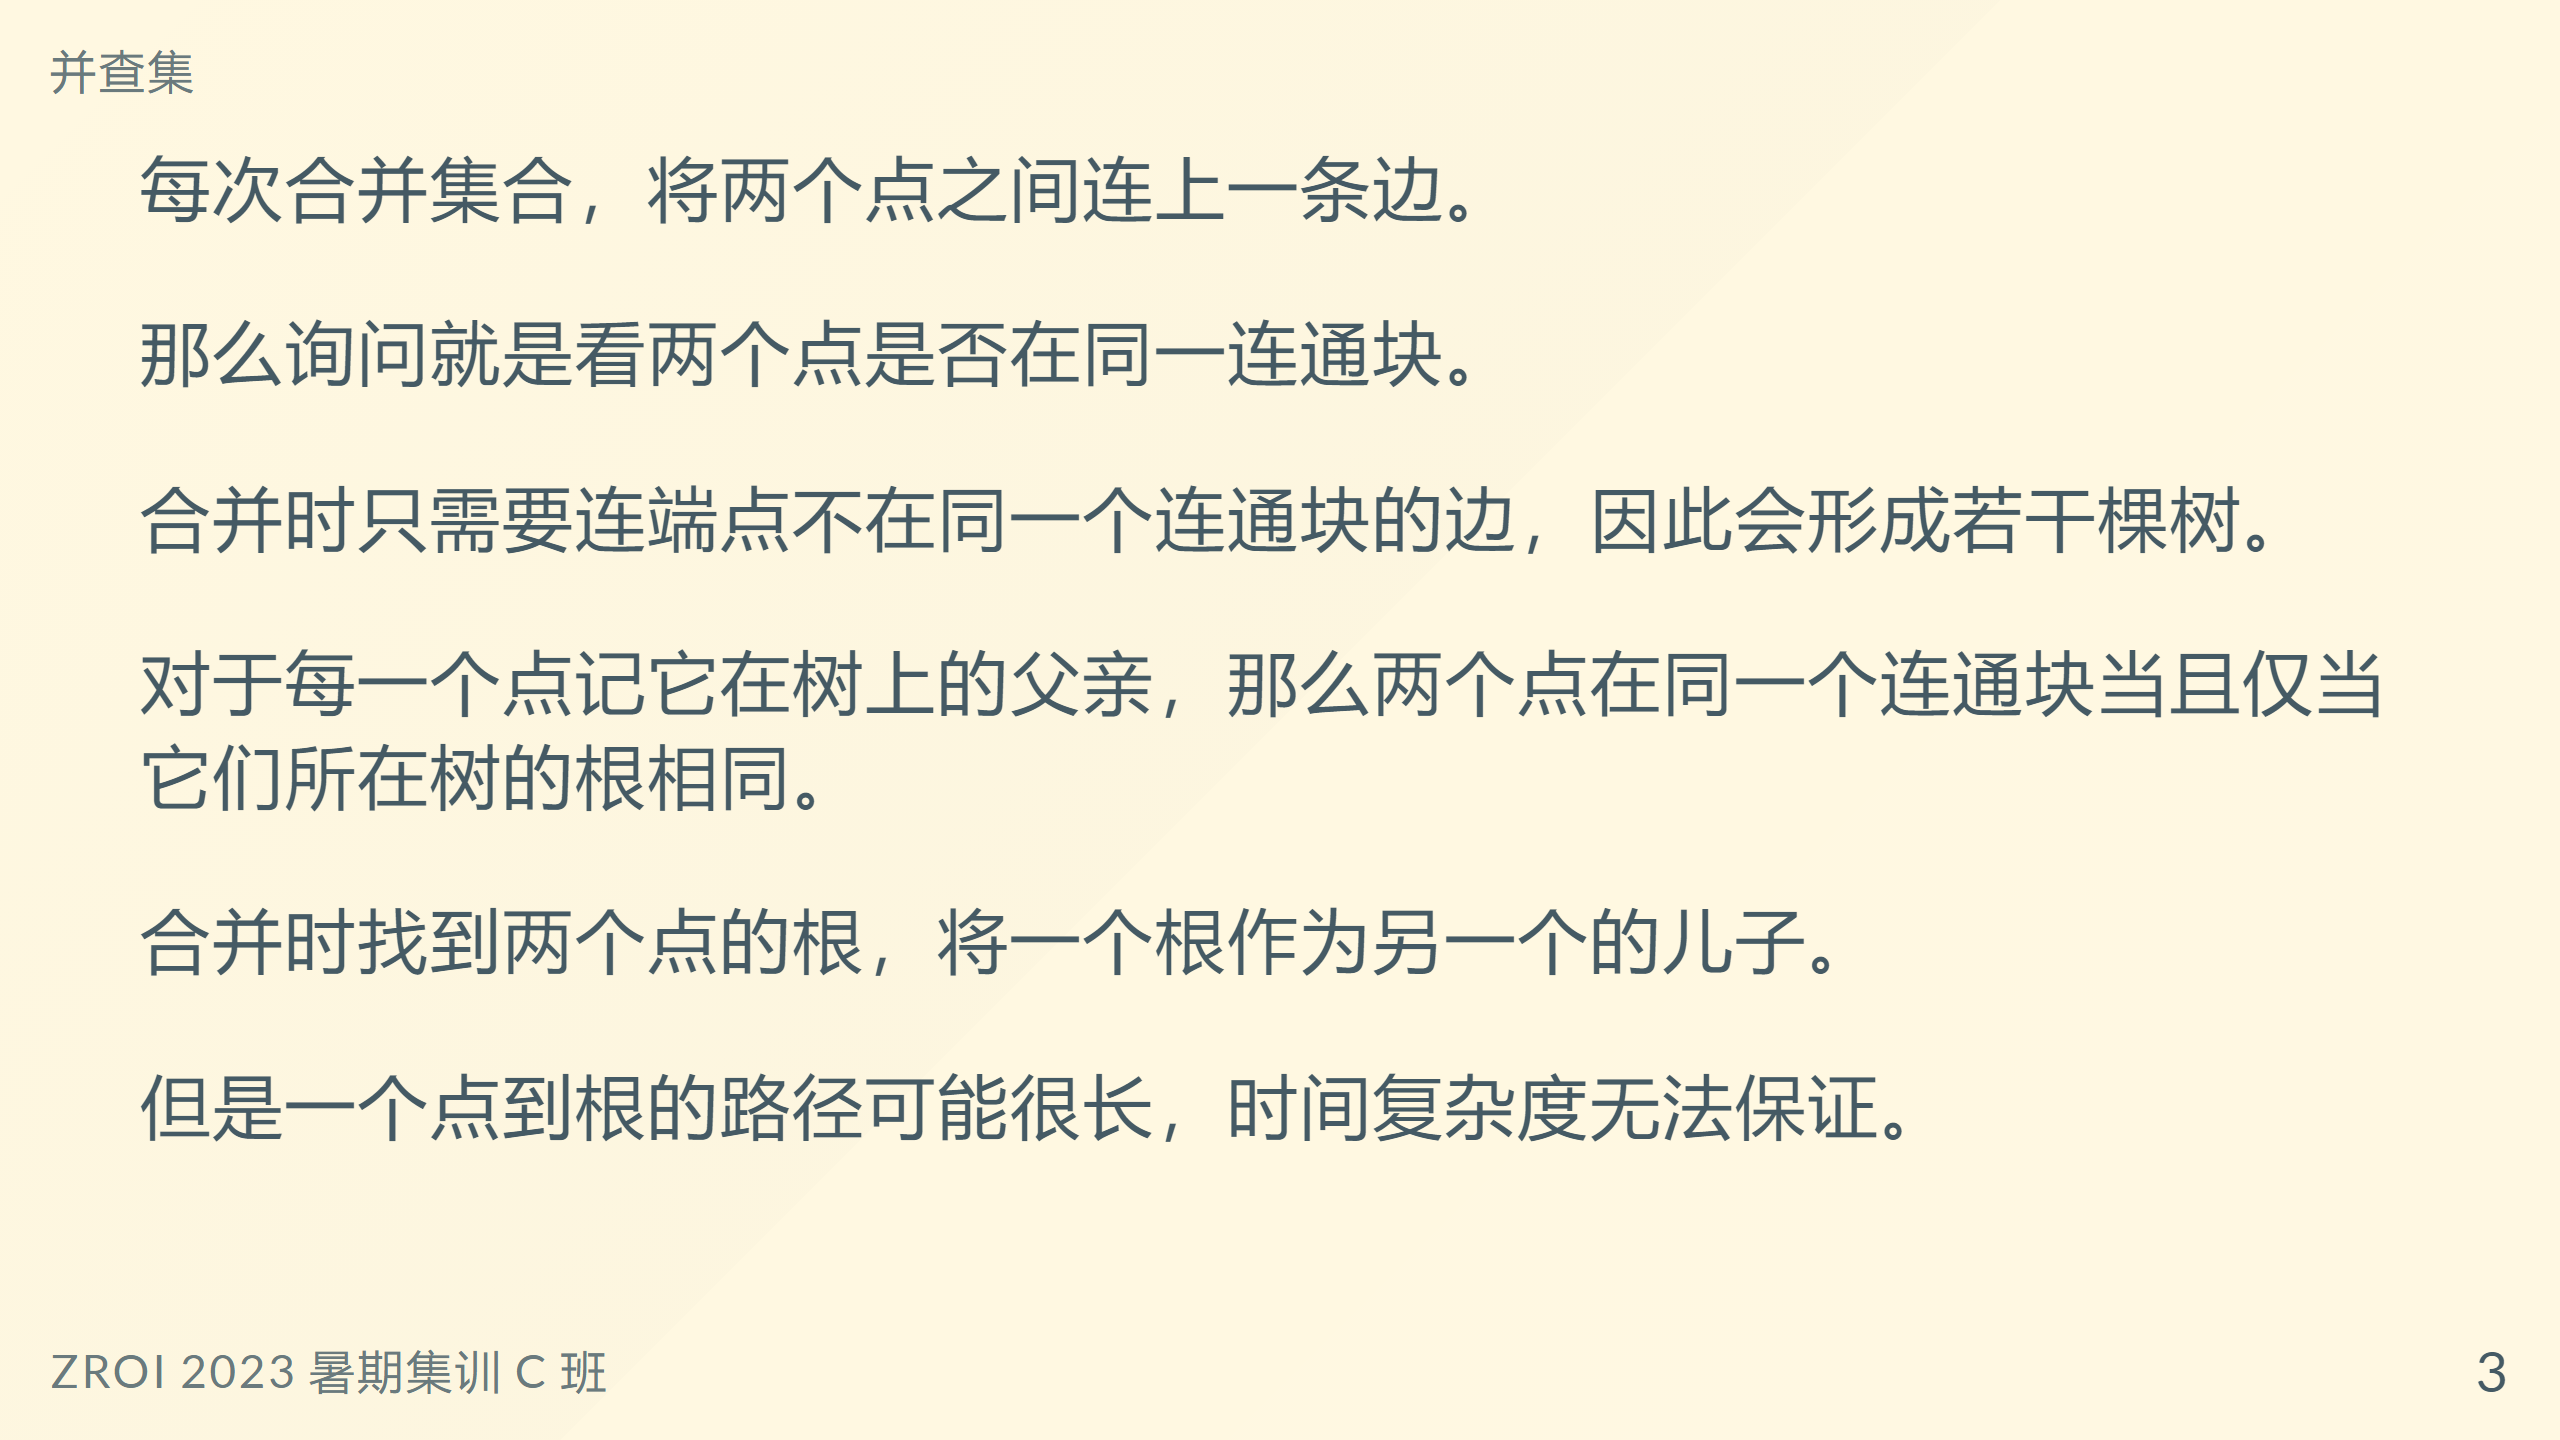 并查集
每次合并集合，将两个点之间连上一条边。
那么询问就是看两个点是否在同一连通块。
合并时只需要连端点不在同一个连通块的边，因此会形成若干棵树。
对于每一个点记它在树上的父亲，那么两个点在同一个连通块当且仅当
它们所在树的根相同。
合并时找到两个点的根，将一个根作为另一个的儿子。
但是一个点到根的路径可能很长，时间复杂度无法保证。
ZROI 2023 暑期集训 C 班
3